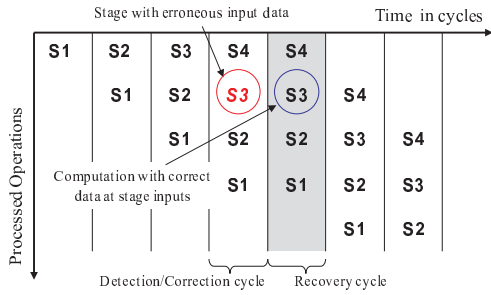 Stage with erroneous input data
Time in cycles
S1 S2 S3 S4 S4
S1 S2 S3 S3 S4
S1 S2 S2 S3 S4
Computation with correct
data at stage inputs
S1 S1 S2 S3
S1 S2
Processed Operations
Detection/Correction cycle
Recovery cycle